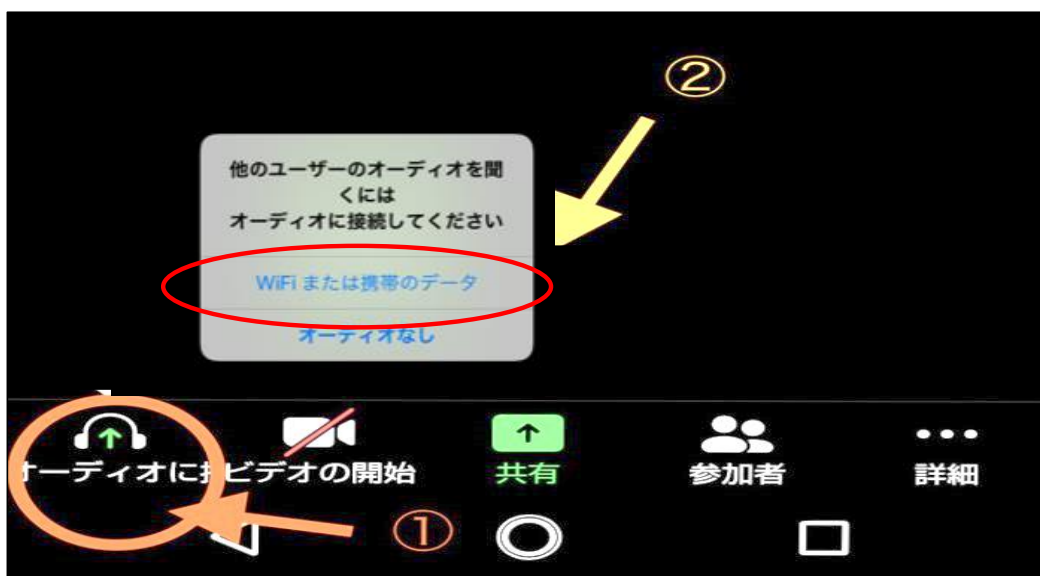 ②
他のユーザーのオーディオを聞
くには
オーディオに接続してください
WiFi または携帯のデータ
オーディオなし
オーディオに接
ビデオの開始
共有
参加者
詳細
①